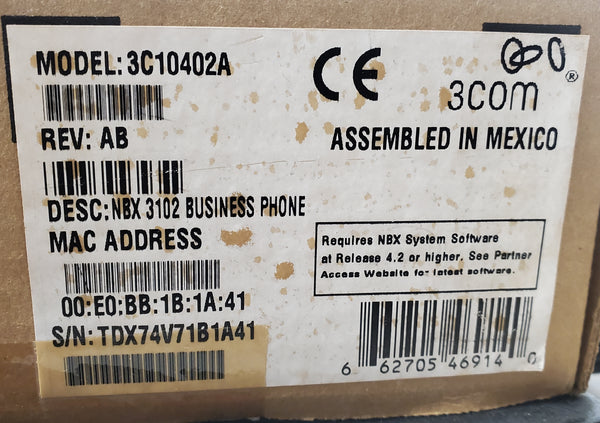 MODEL: 3C10402A
CE
3COM®
REV: AB
ASSEMBLED IN MEXICO
DESC: NBX 3102 BUSINESS PHONE
MAC ADDRESS
00:E0:BB:1B:1A:41
S/N: TDX74V71B1A41
Requires NBX System Software
at Release 4.2 or higher. See Partner
Access Website for latest software.
6 62705 46914 0